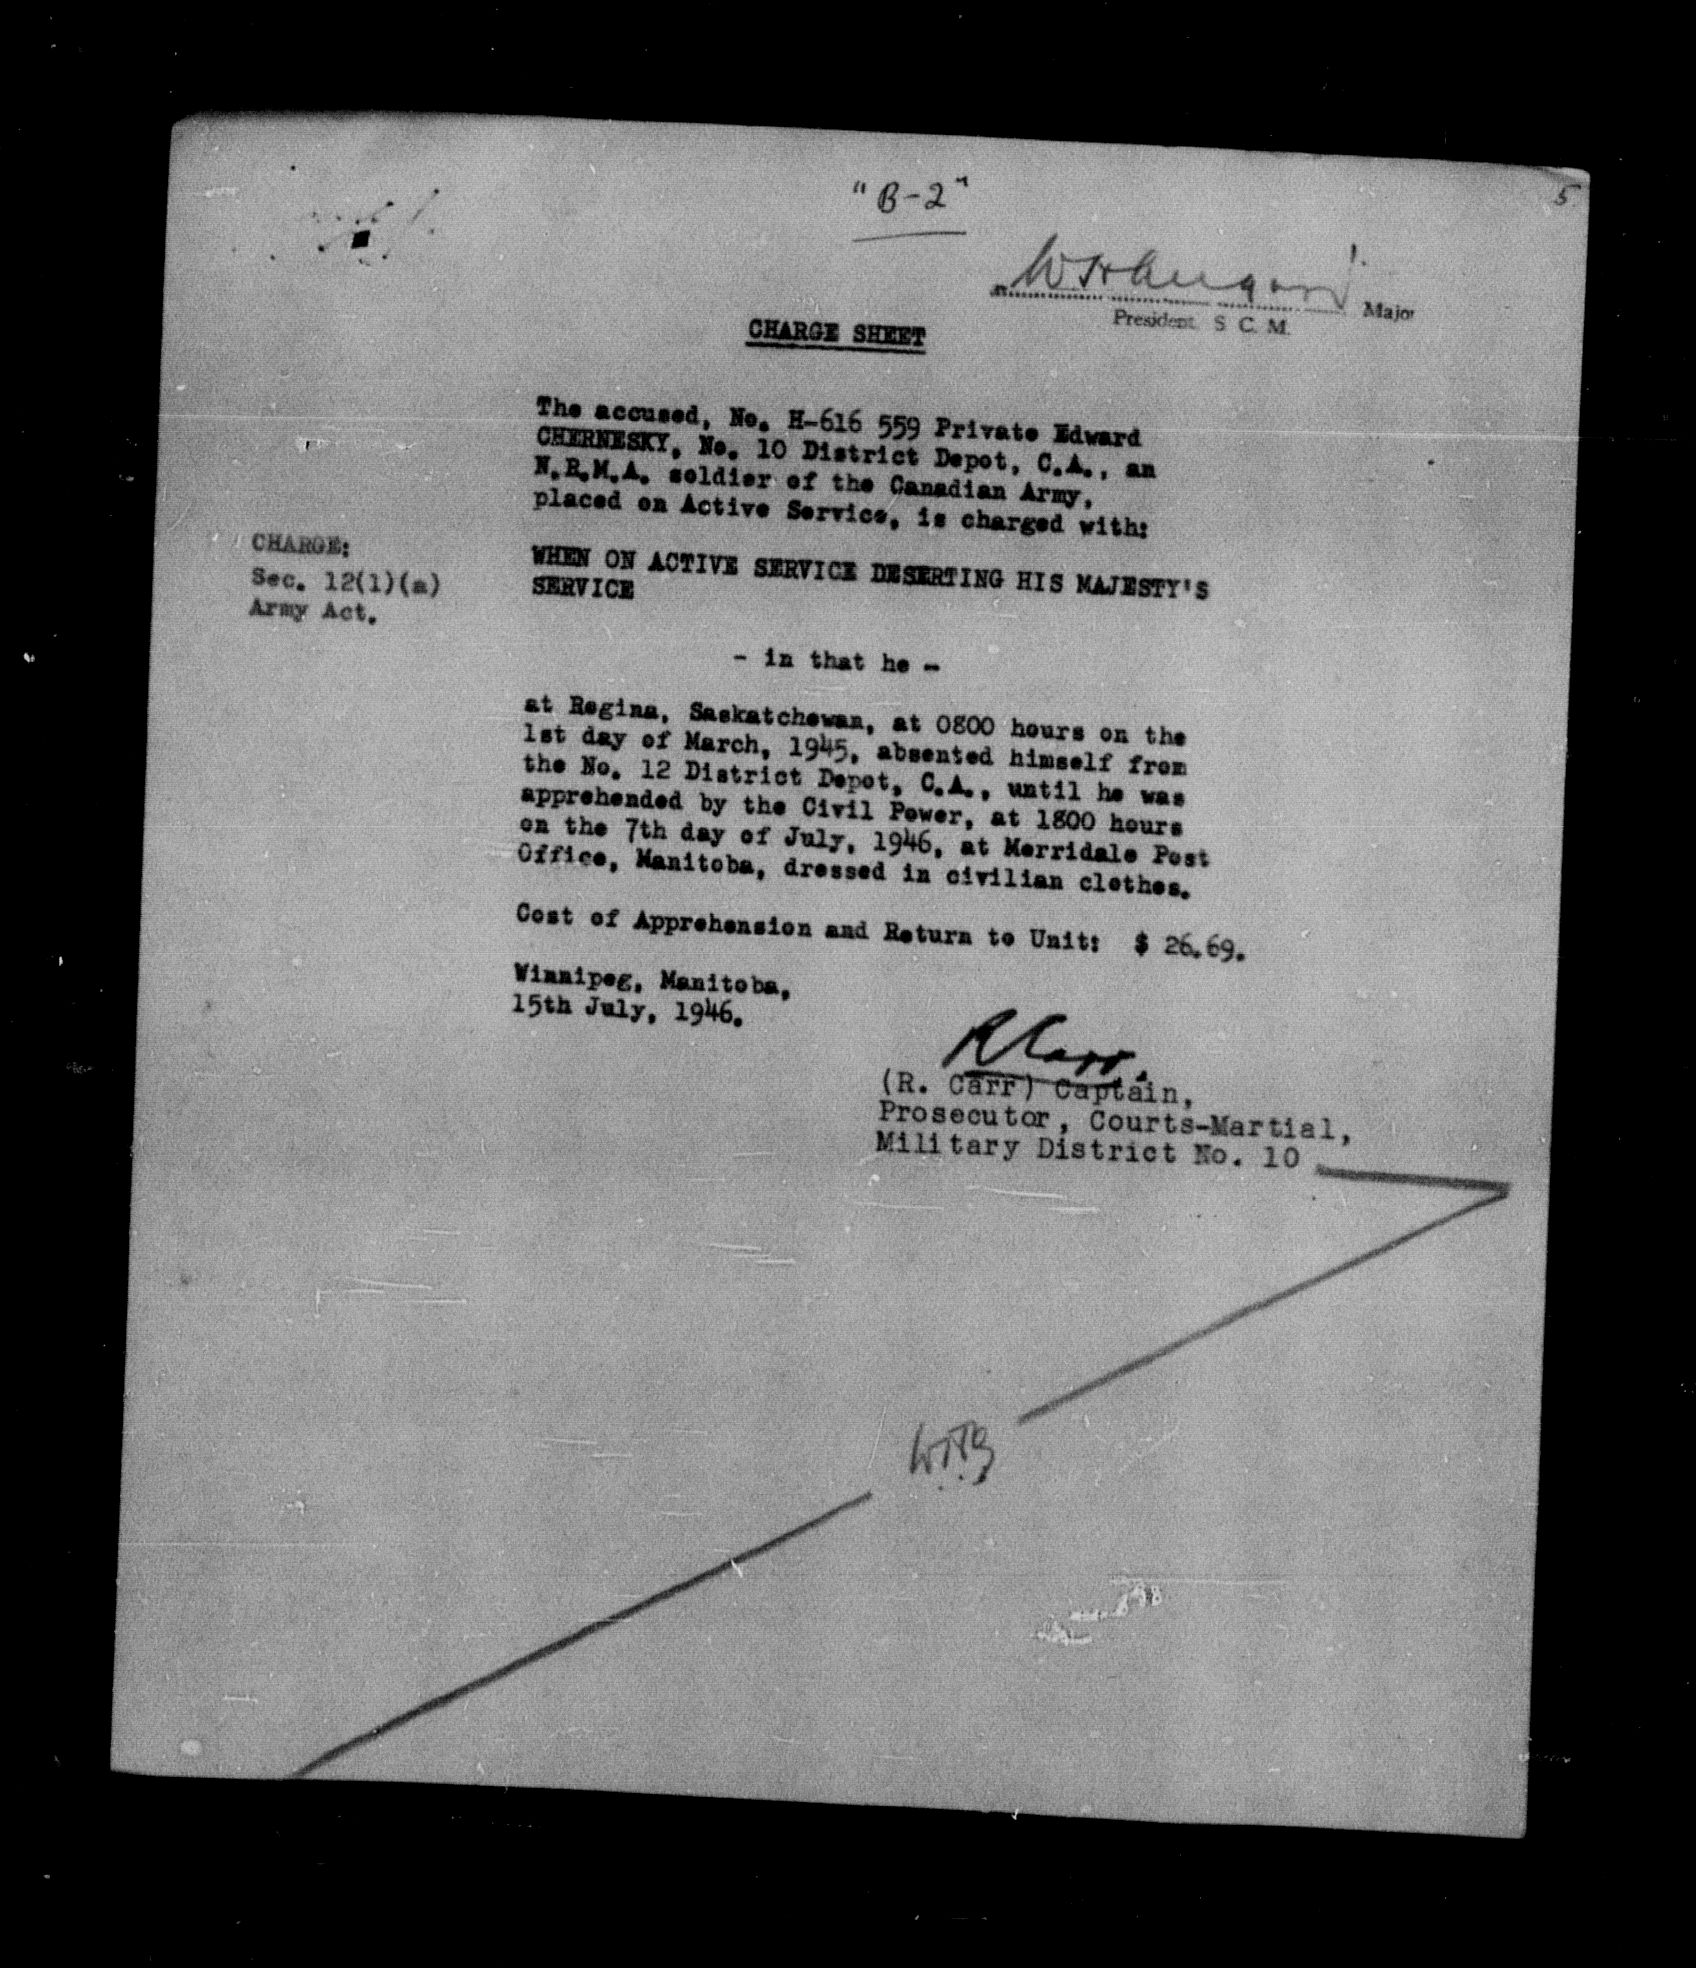 5
"B-2"
Major
President, S. C. M.
CHARGE SHEET
The accused, No. H-616 559 Private Edward
CHERNESKY, No. 10 District Depot, C.A., an
N.R.M.A. soldier of the Canadian Army,
placed on Active Service, is charged with:
CHARGE:
Sec. 12(1)(a)
Army Act.
WHEN ON ACTIVE SERVICE DESERTING HIS MAJESTY'S
SERVICE
- in that he -
at Regina, Saskatchewan, at 0800 hours on the
1st day of March, 1945, absented himself from
the No. 12 District Depot, C.A., until he was
apprehended by the Civil Power, at 1800 hours
on the 7th day of July, 1946, at Merridale Post
Office, Manitoba, dressed in civilian clothes.
Cost of Apprehension and Return to Unit: $ 26.69.
Winnipeg, Manitoba,
15th July, 1946.
R Carr.
(R. Carr) Captain,
Prosecutor, Courts-Martial,
Military District No. 10